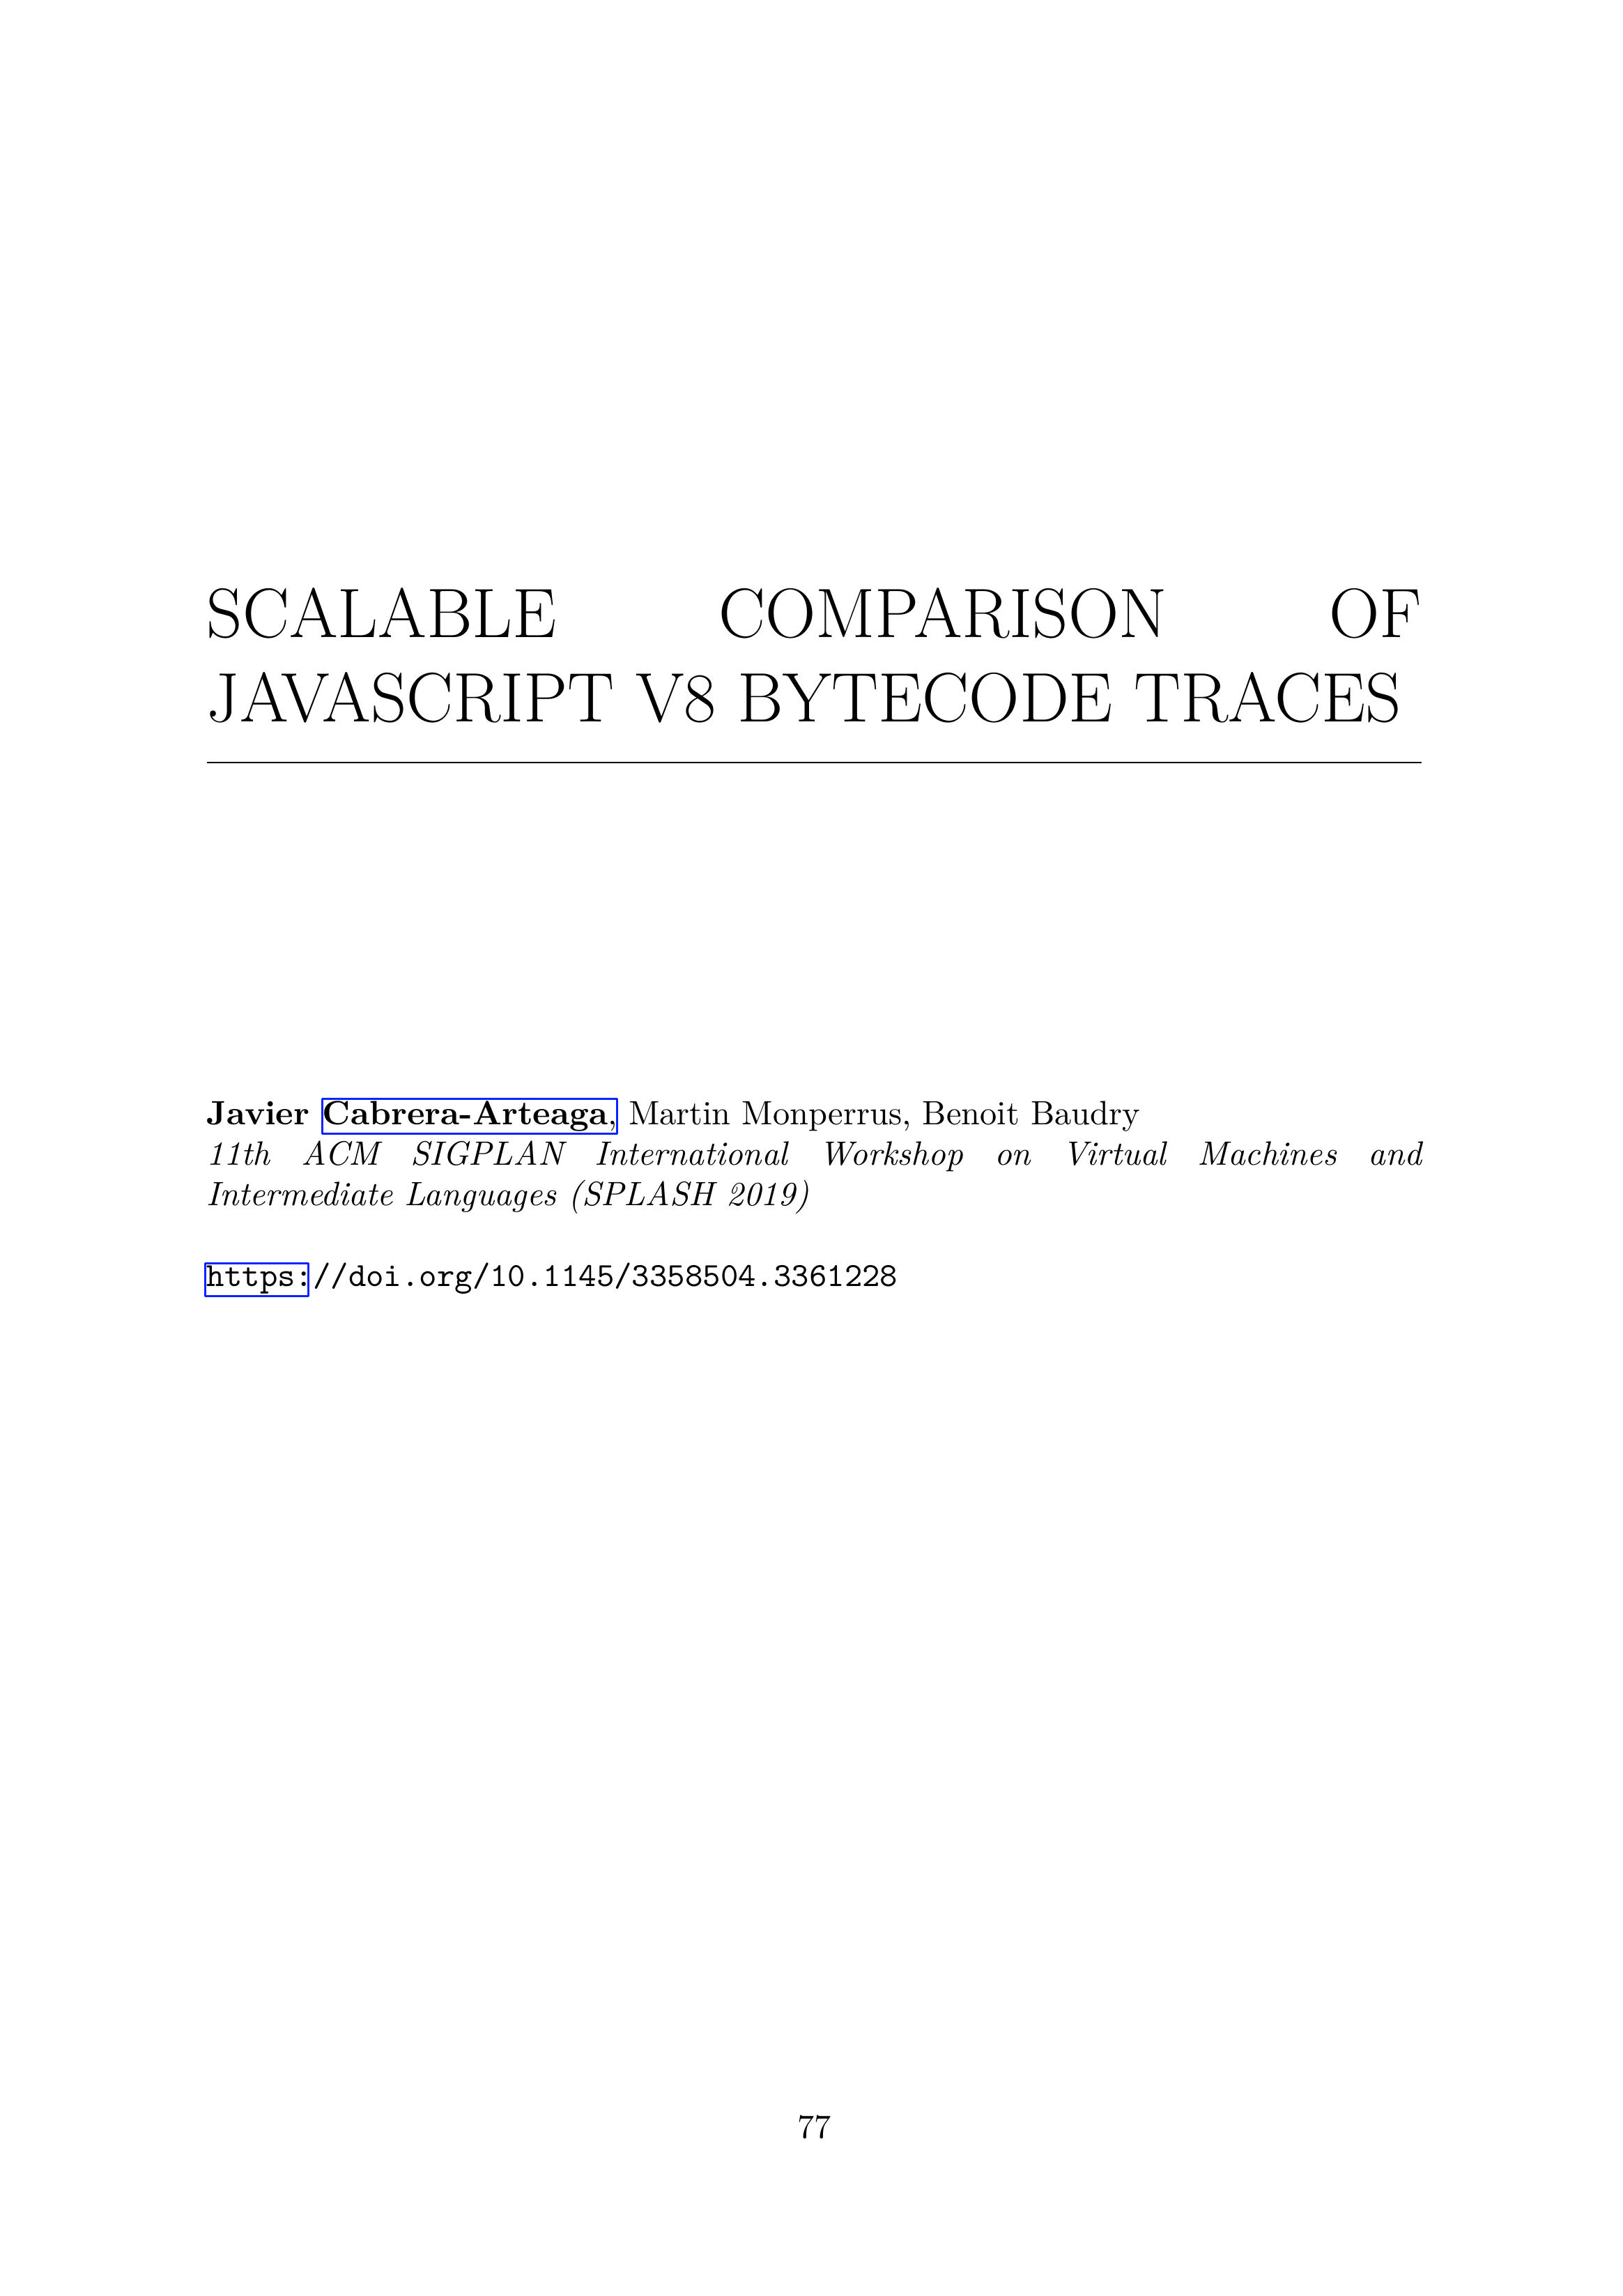 SCALABLE COMPARISON OF
JAVASCRIPT V8 BYTECODE TRACES
Javier Cabrera-Arteaga, Martin Monperrus, Benoit Baudry
11th ACM SIGPLAN International Workshop on Virtual Machines and
Intermediate Languages (SPLASH 2019)
https://doi.org/10.1145/3358504.3361228
77